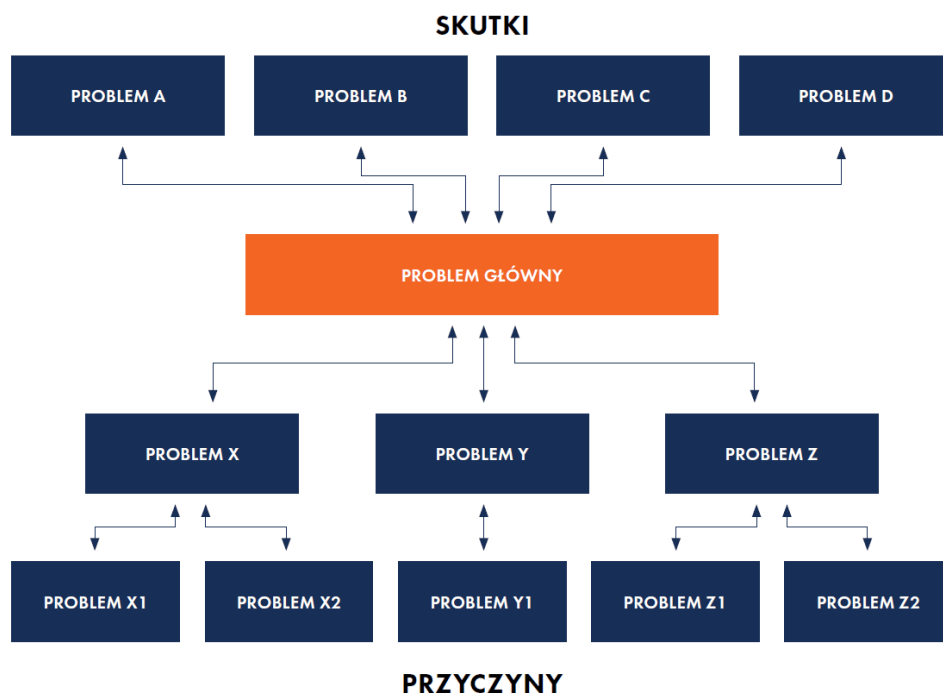 SKUTKI
PROBLEM A
PROBLEM B
PROBLEM C
PROBLEM D
PROBLEM GŁÓWNY
PROBLEM X
PROBLEM Y
PROBLEM Z
PROBLEM X1
PROBLEM X2
PROBLEM Y1
PROBLEM Z1
PROBLEM Z2
PRZYCZYNY